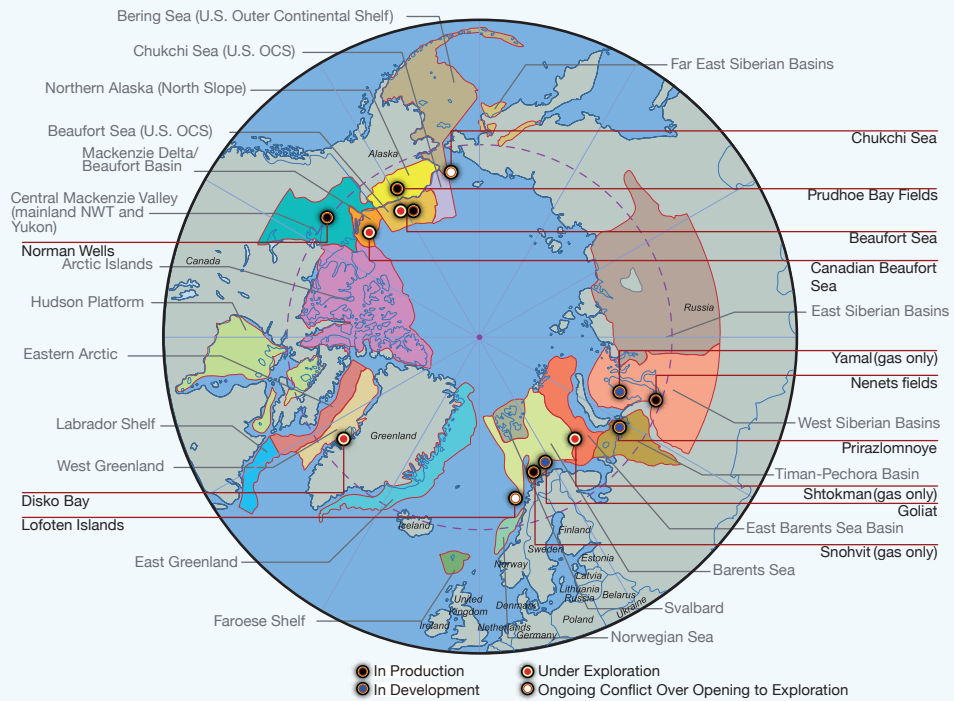 Bering Sea (U.S. Outer Continental Shelf)
Chukchi Sea (U.S. OCS)
Northern Alaska (North Slope)
Beaufort Sea (U.S. OCS)
Mackenzie Delta/
Beaufort Basin
Central Mackenzie Valley
(mainland NWT and
Yukon)
Norman Wells
Arctic Islands
Hudson Platform
Eastern Arctic
Labrador Shelf
West Greenland
Disko Bay
Lofoten Islands
East Greenland
Faroese Shelf
Far East Siberian Basins
Chukchi Sea
Prudhoe Bay Fields
Beaufort Sea
Canadian Beaufort
Sea
East Siberian Basins
Yamal(gas only)
Nenets fields
West Siberian Basins
Prirazlomnoye
Timan-Pechora Basin
Shtokman(gas only)
Goliat
East Barents Sea Basin
Snohvit(gas only)
Barents Sea
Svalbard
Norwegian Sea
Alaska
Canada
Russia
Greenland
Iceland
Finland
Sweden
Norway
Estonia
Latvia
Lithuania
Russia
Belarus
Ukraine
Poland
Denmark
Germany
Netherlands
United
Kingdom
Ireland
In Production
In Development
Under Exploration
Ongoing Conflict Over Opening to Exploration